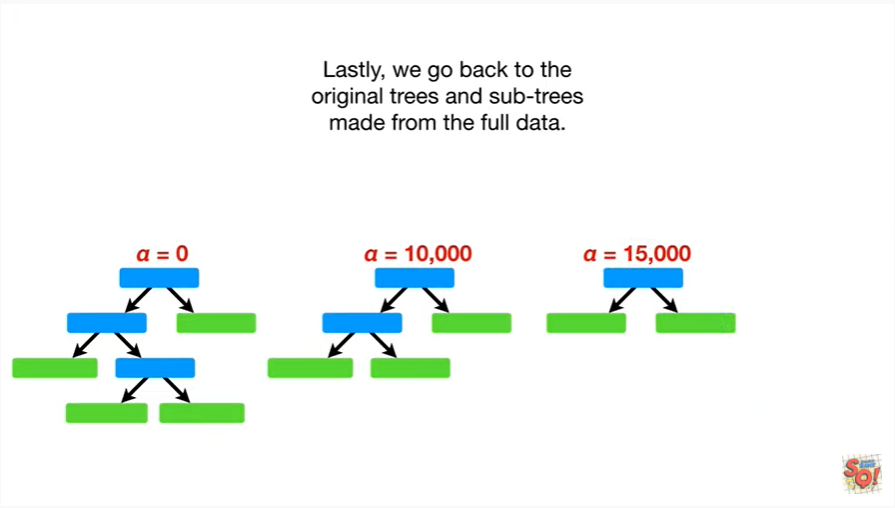 Lastly, we go back to the
original trees and sub-trees
made from the full data.
α = 0
α = 10,000
α = 15,000
SQ!